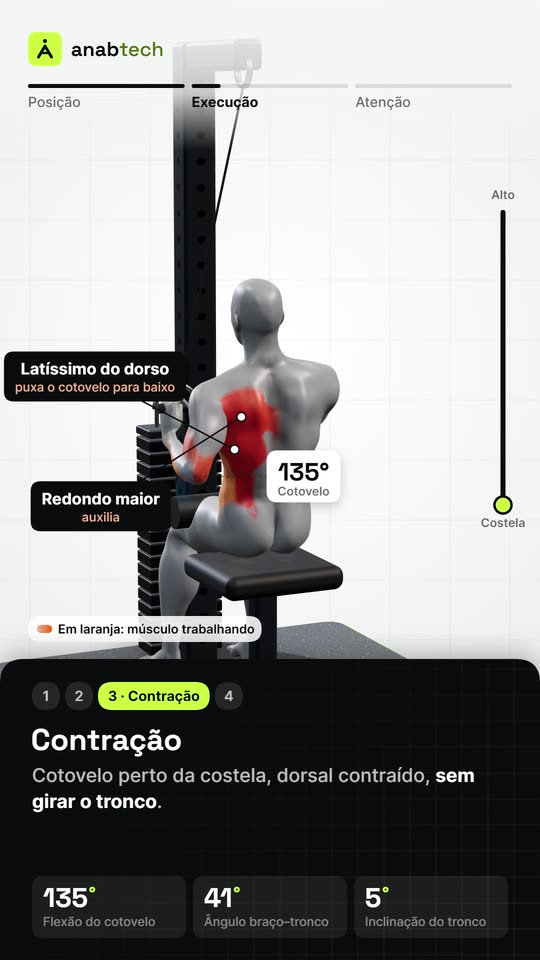 anabtech
Posição
Execução
Atenção
Alto
Latíssimo do dorso
puxa o cotovelo para baixo
135°
Cotovelo
Redondo maior
auxilia
Costela
Em laranja: músculo trabalhando
1
2
3 · Contração
4
Contração
Cotovelo perto da costela, dorsal contraído, sem
girar o tronco.
135°
Flexão do cotovelo
41°
Ângulo braço–tronco
5°
Inclinação do tronco